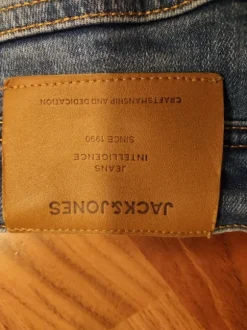 JACK&JONES
JEANS
INTELLIGENCE
SINCE 1990
CRAFTSMANSHIP AND DEDICATION